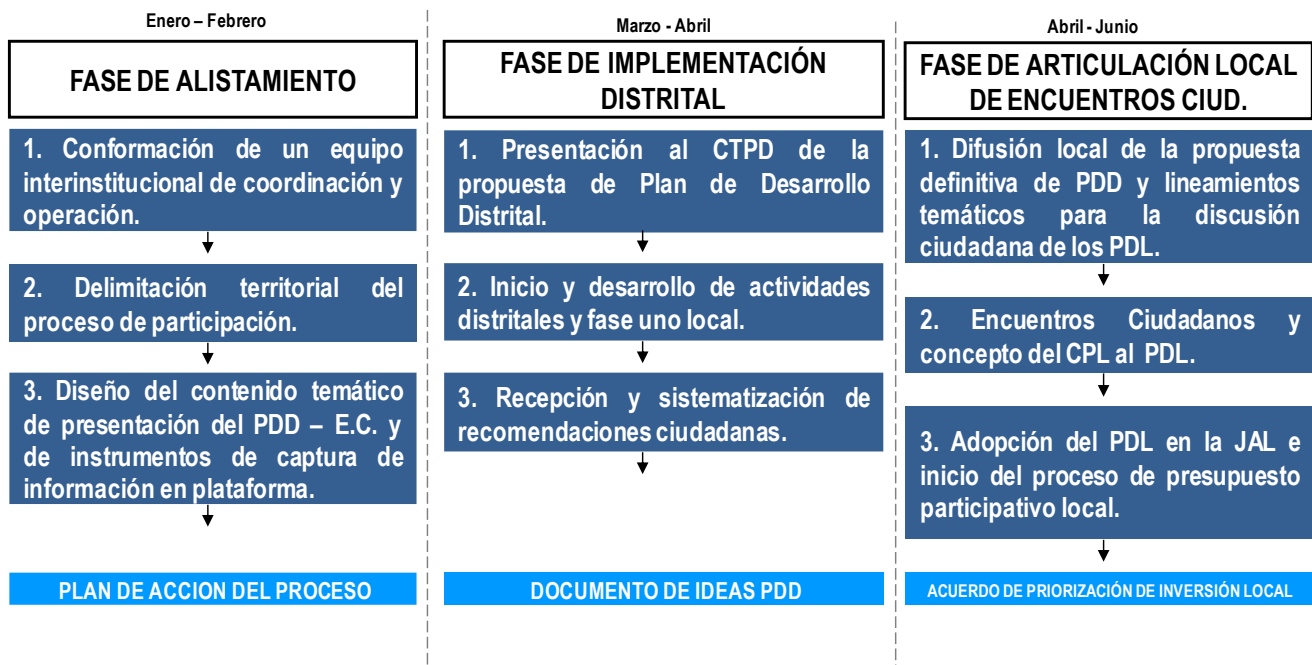 Enero – Febrero
FASE DE ALISTAMIENTO
1. Conformación de un equipo
interinstitucional de coordinación y
operación.
2. Delimitación territorial del
proceso de participación.
3. Diseño del contenido temático
de presentación del PDD – E.C. y
de instrumentos de captura de
información en plataforma.
PLAN DE ACCION DEL PROCESO
Marzo - Abril
FASE DE IMPLEMENTACIÓN
DISTRITAL
1. Presentación al CTPD de la
propuesta de Plan de Desarrollo
Distrital.
2. Inicio y desarrollo de actividades
distritales y fase uno local.
3. Recepción y sistematización de
recomendaciones ciudadanas.
DOCUMENTO DE IDEAS PDD
Abril - Junio
FASE DE ARTICULACIÓN LOCAL
DE ENCUENTROS CIUD.
1. Difusión local de la propuesta
definitiva de PDD y lineamientos
temáticos para la discusión
ciudadana de los PDL.
2. Encuentros Ciudadanos y
concepto del CPL al PDL.
3. Adopción del PDL en la JAL e
inicio del proceso de presupuesto
participativo local.
ACUERDO DE PRIORIZACIÓN DE INVERSIÓN LOCAL